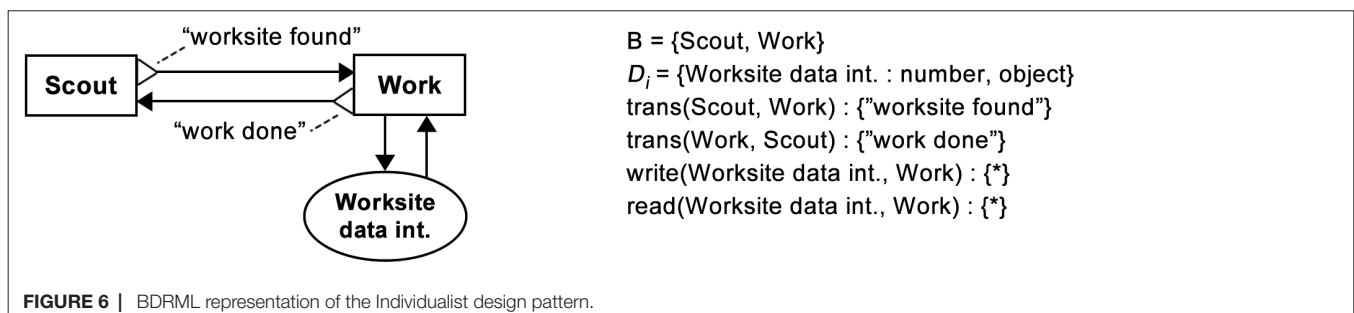 “worksite found”
Scout
Work
“work done”
Worksite
data int.
B = {Scout, Work}
D_i = {Worksite data int. : number, object}
trans(Scout, Work) : {”worksite found”}
trans(Work, Scout) : {”work done”}
write(Worksite data int., Work) : {*}
read(Worksite data int., Work) : {*}
FIGURE 6 | BDRML representation of the Individualist design pattern.